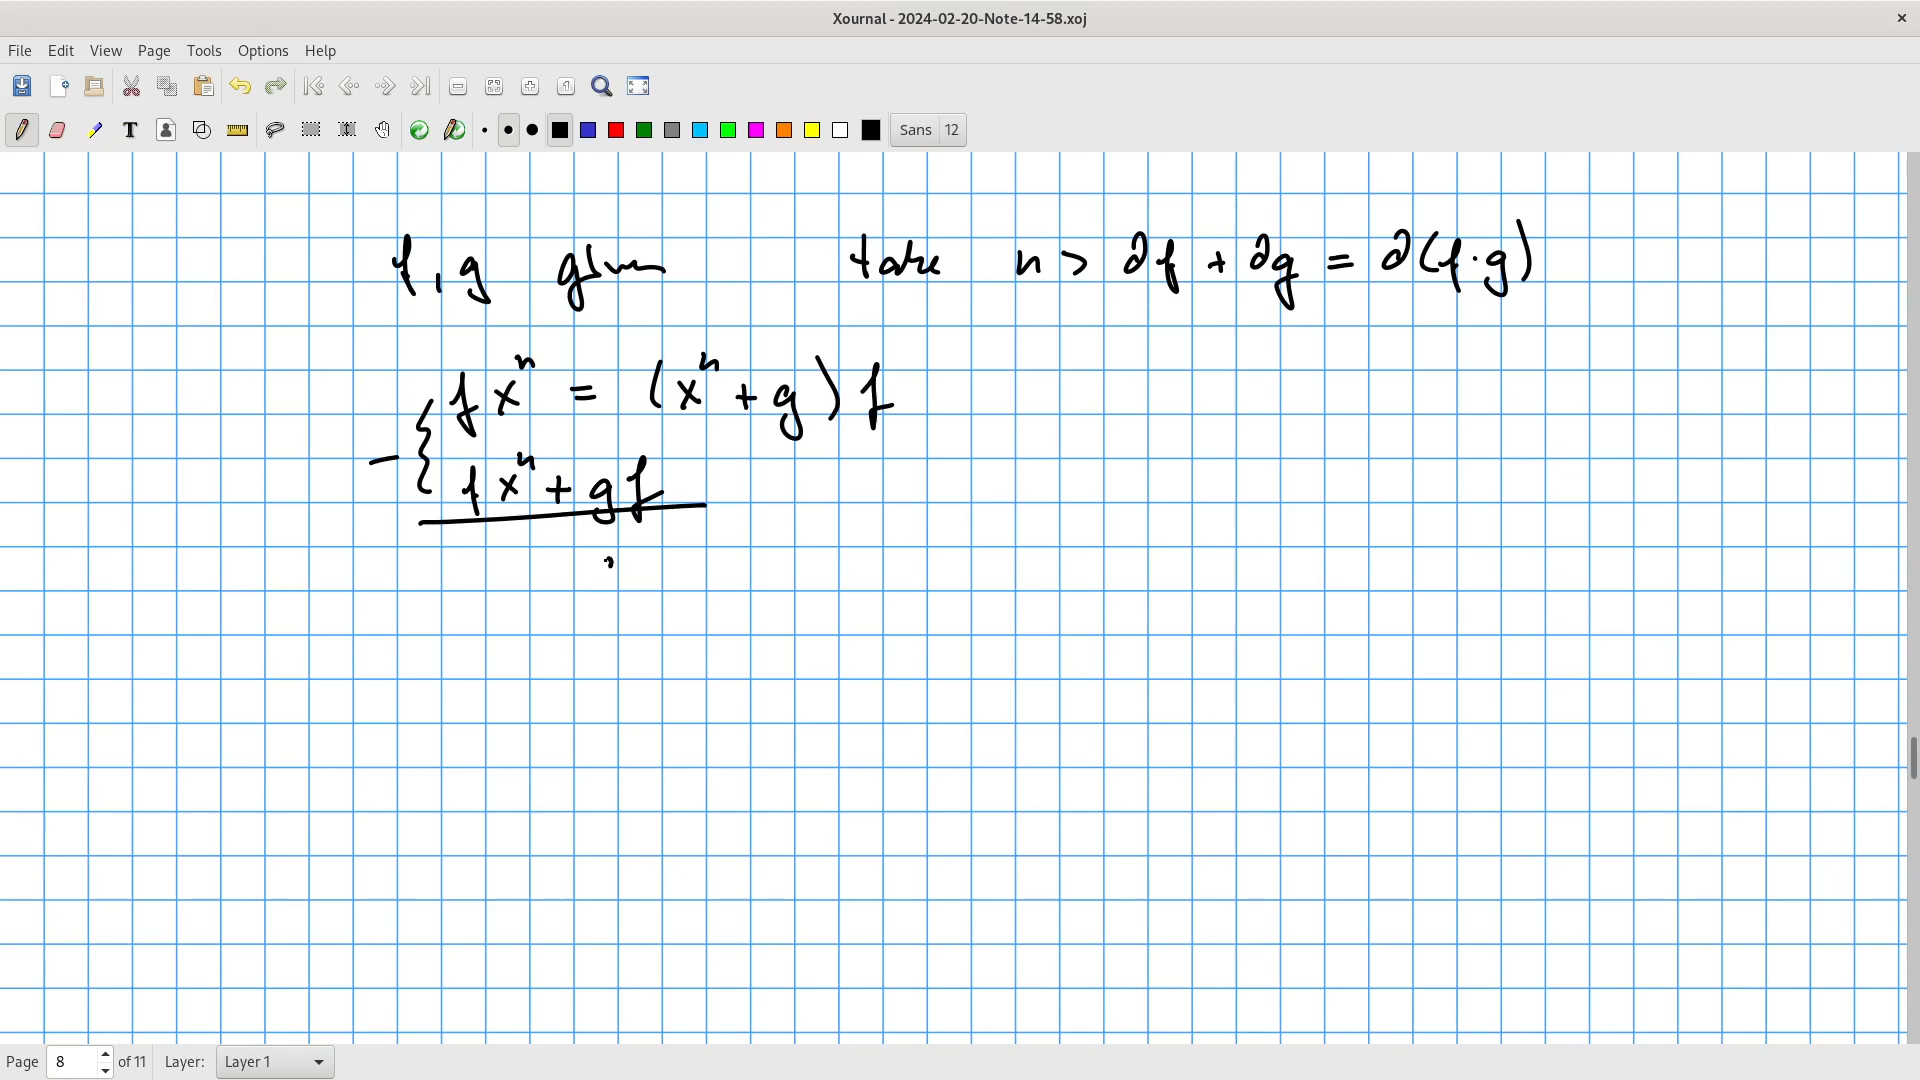 Xournal - 2024-02-20-Note-14-58.xoj
File Edit View Page Tools Options Help
Sans 12
f, g given take n > ∂f + ∂g = ∂(f·g)
f xⁿ = (xⁿ + g) f
- { f xⁿ + g f
Page 8 of 11 Layer: Layer 1